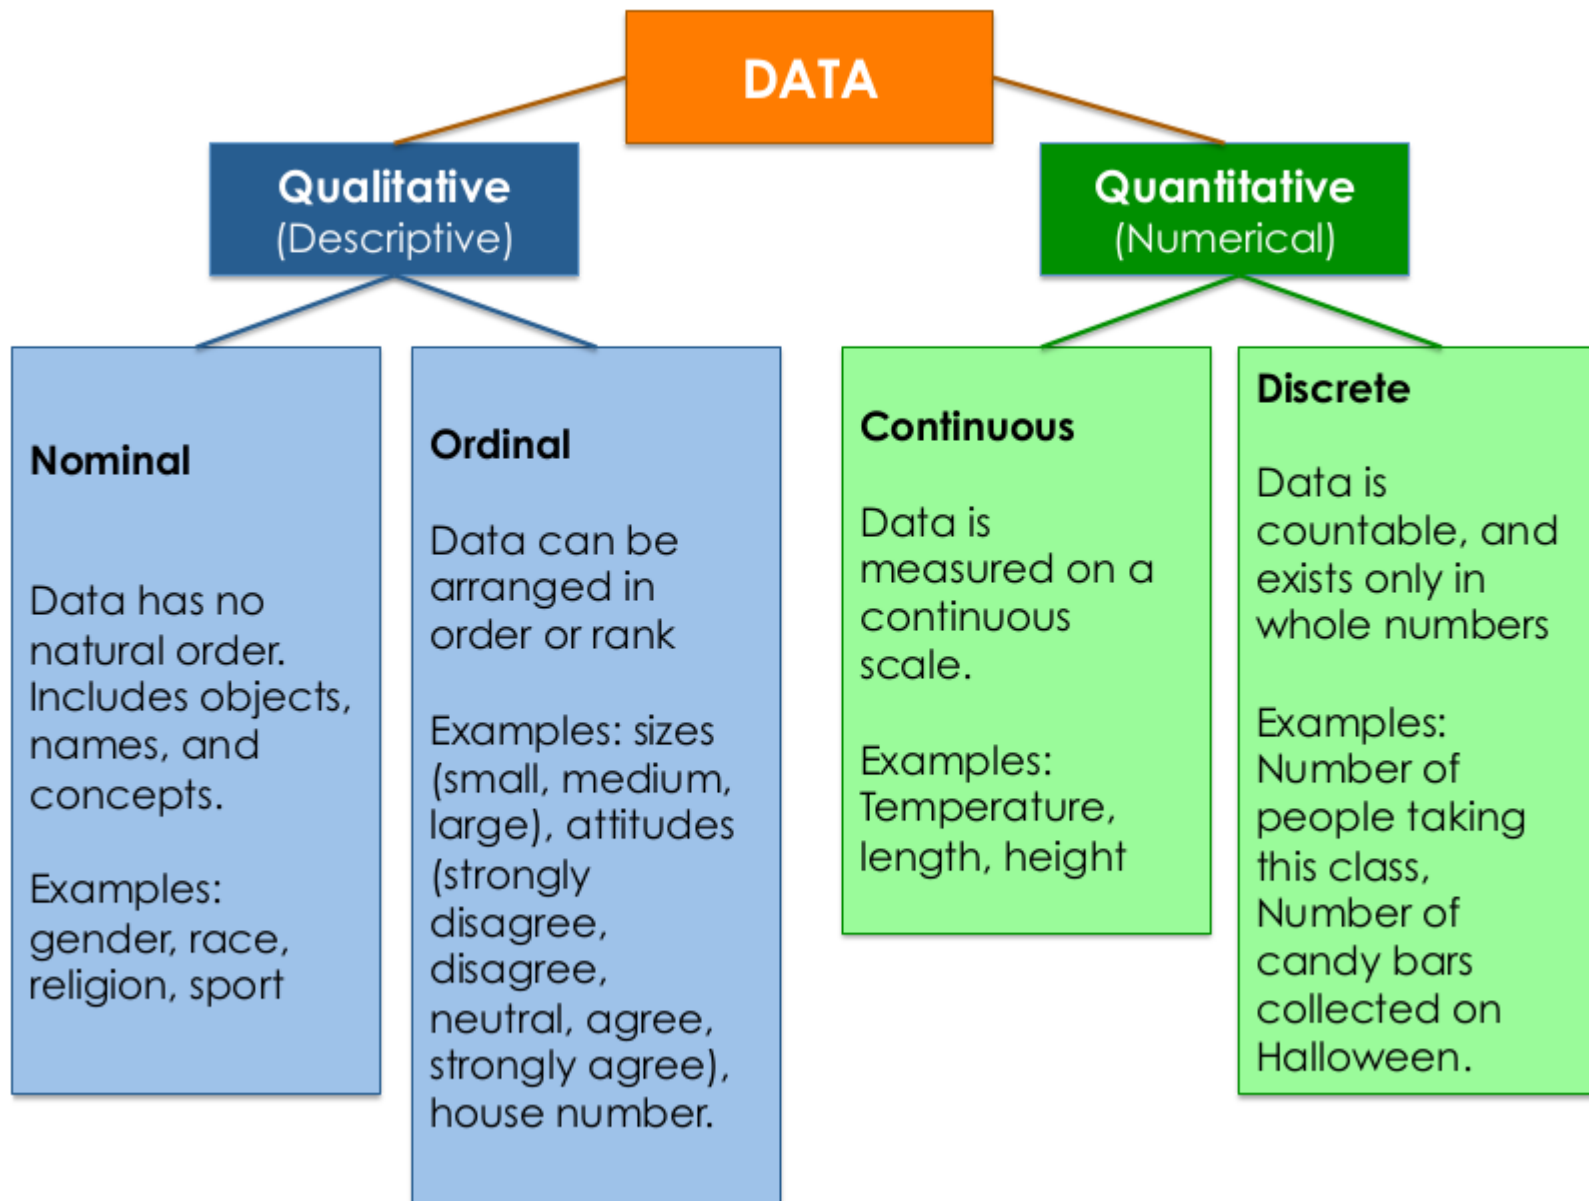 DATA
Qualitative
(Descriptive)
Quantitative
(Numerical)
Nominal
Data has no
natural order.
Includes objects,
names, and
concepts.
Examples:
gender, race,
religion, sport
Ordinal
Data can be
arranged in
order or rank
Examples: sizes
(small, medium,
large), attitudes
(strongly
disagree,
disagree,
neutral, agree,
strongly agree),
house number.
Continuous
Data is
measured on a
continuous
scale.
Examples:
Temperature,
length, height
Discrete
Data is
countable, and
exists only in
whole numbers
Examples:
Number of
people taking
this class,
Number of
candy bars
collected on
Halloween.